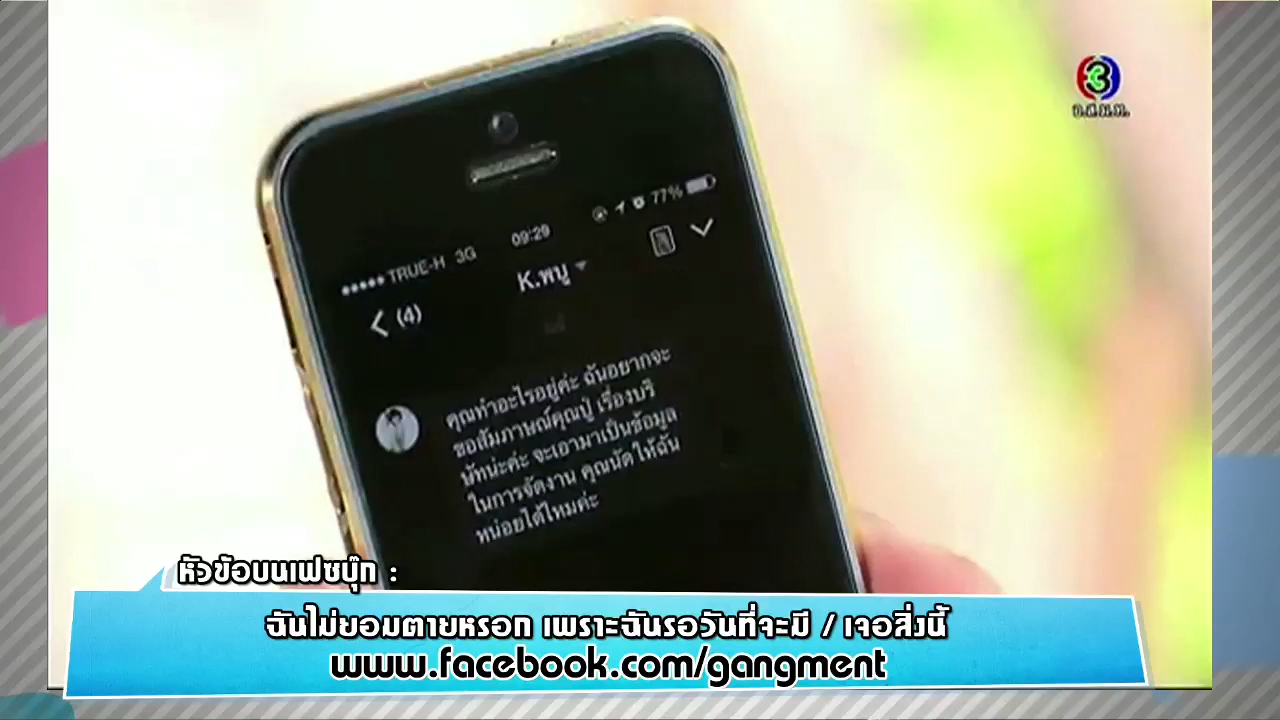 3
อ.ส.ม.ท.
TRUE-H 3G 09:29 77%
(4) K.พบู
คุณทำอะไรอยู่ค่ะ ฉันอยากจะ
ขอสัมภาษณ์คุณปู่ เรื่องบริ
ษัทน่ะค่ะ จะเอามาเป็นข้อมูล
ในการจัดงาน คุณนัด ให้ฉัน
หน่อยได้ไหมค่ะ
หัวข้อบนเฟซบุ๊ก :
ฉันไม่ยอมตายหรอก เพราะฉันรอวันที่จะมี / เจอสิ่งนี้
www.facebook.com/gangment